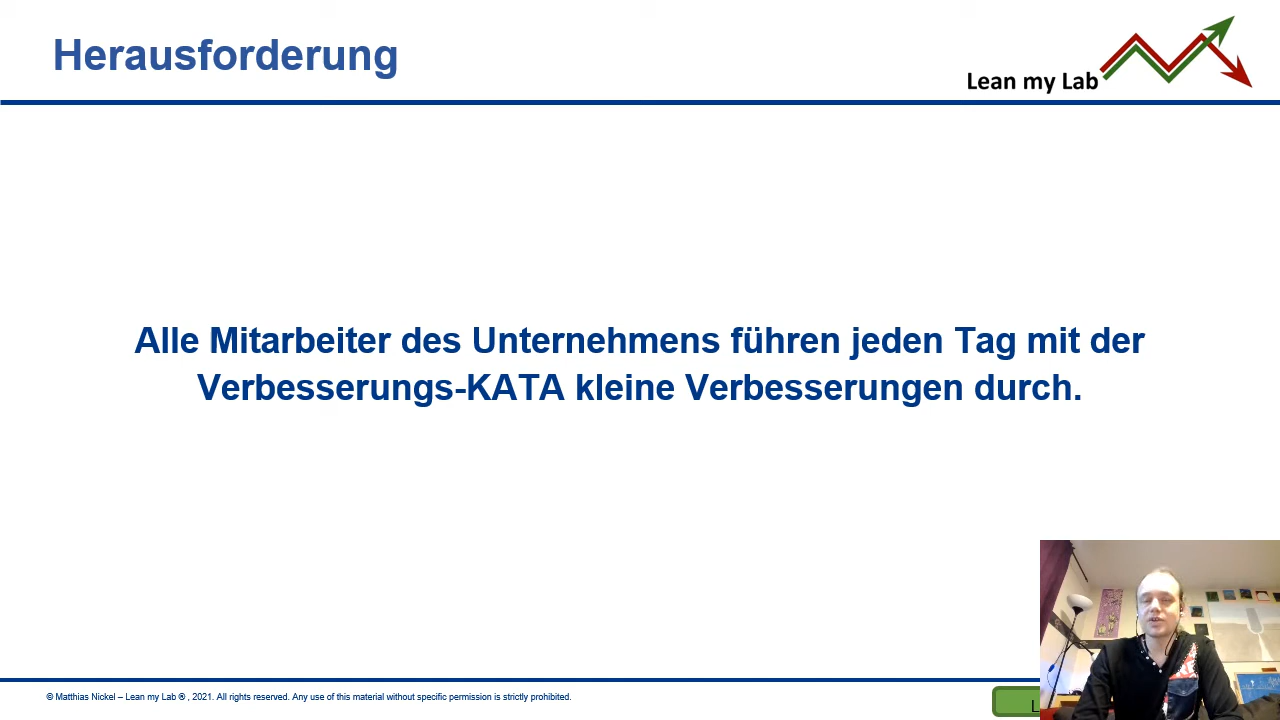 Herausforderung
Lean my Lab
Alle Mitarbeiter des Unternehmens führen jeden Tag mit der
Verbesserungs-KATA kleine Verbesserungen durch.
© Matthias Nickel – Lean my Lab ® , 2021. All rights reserved. Any use of this material without specific permission is strictly prohibited.